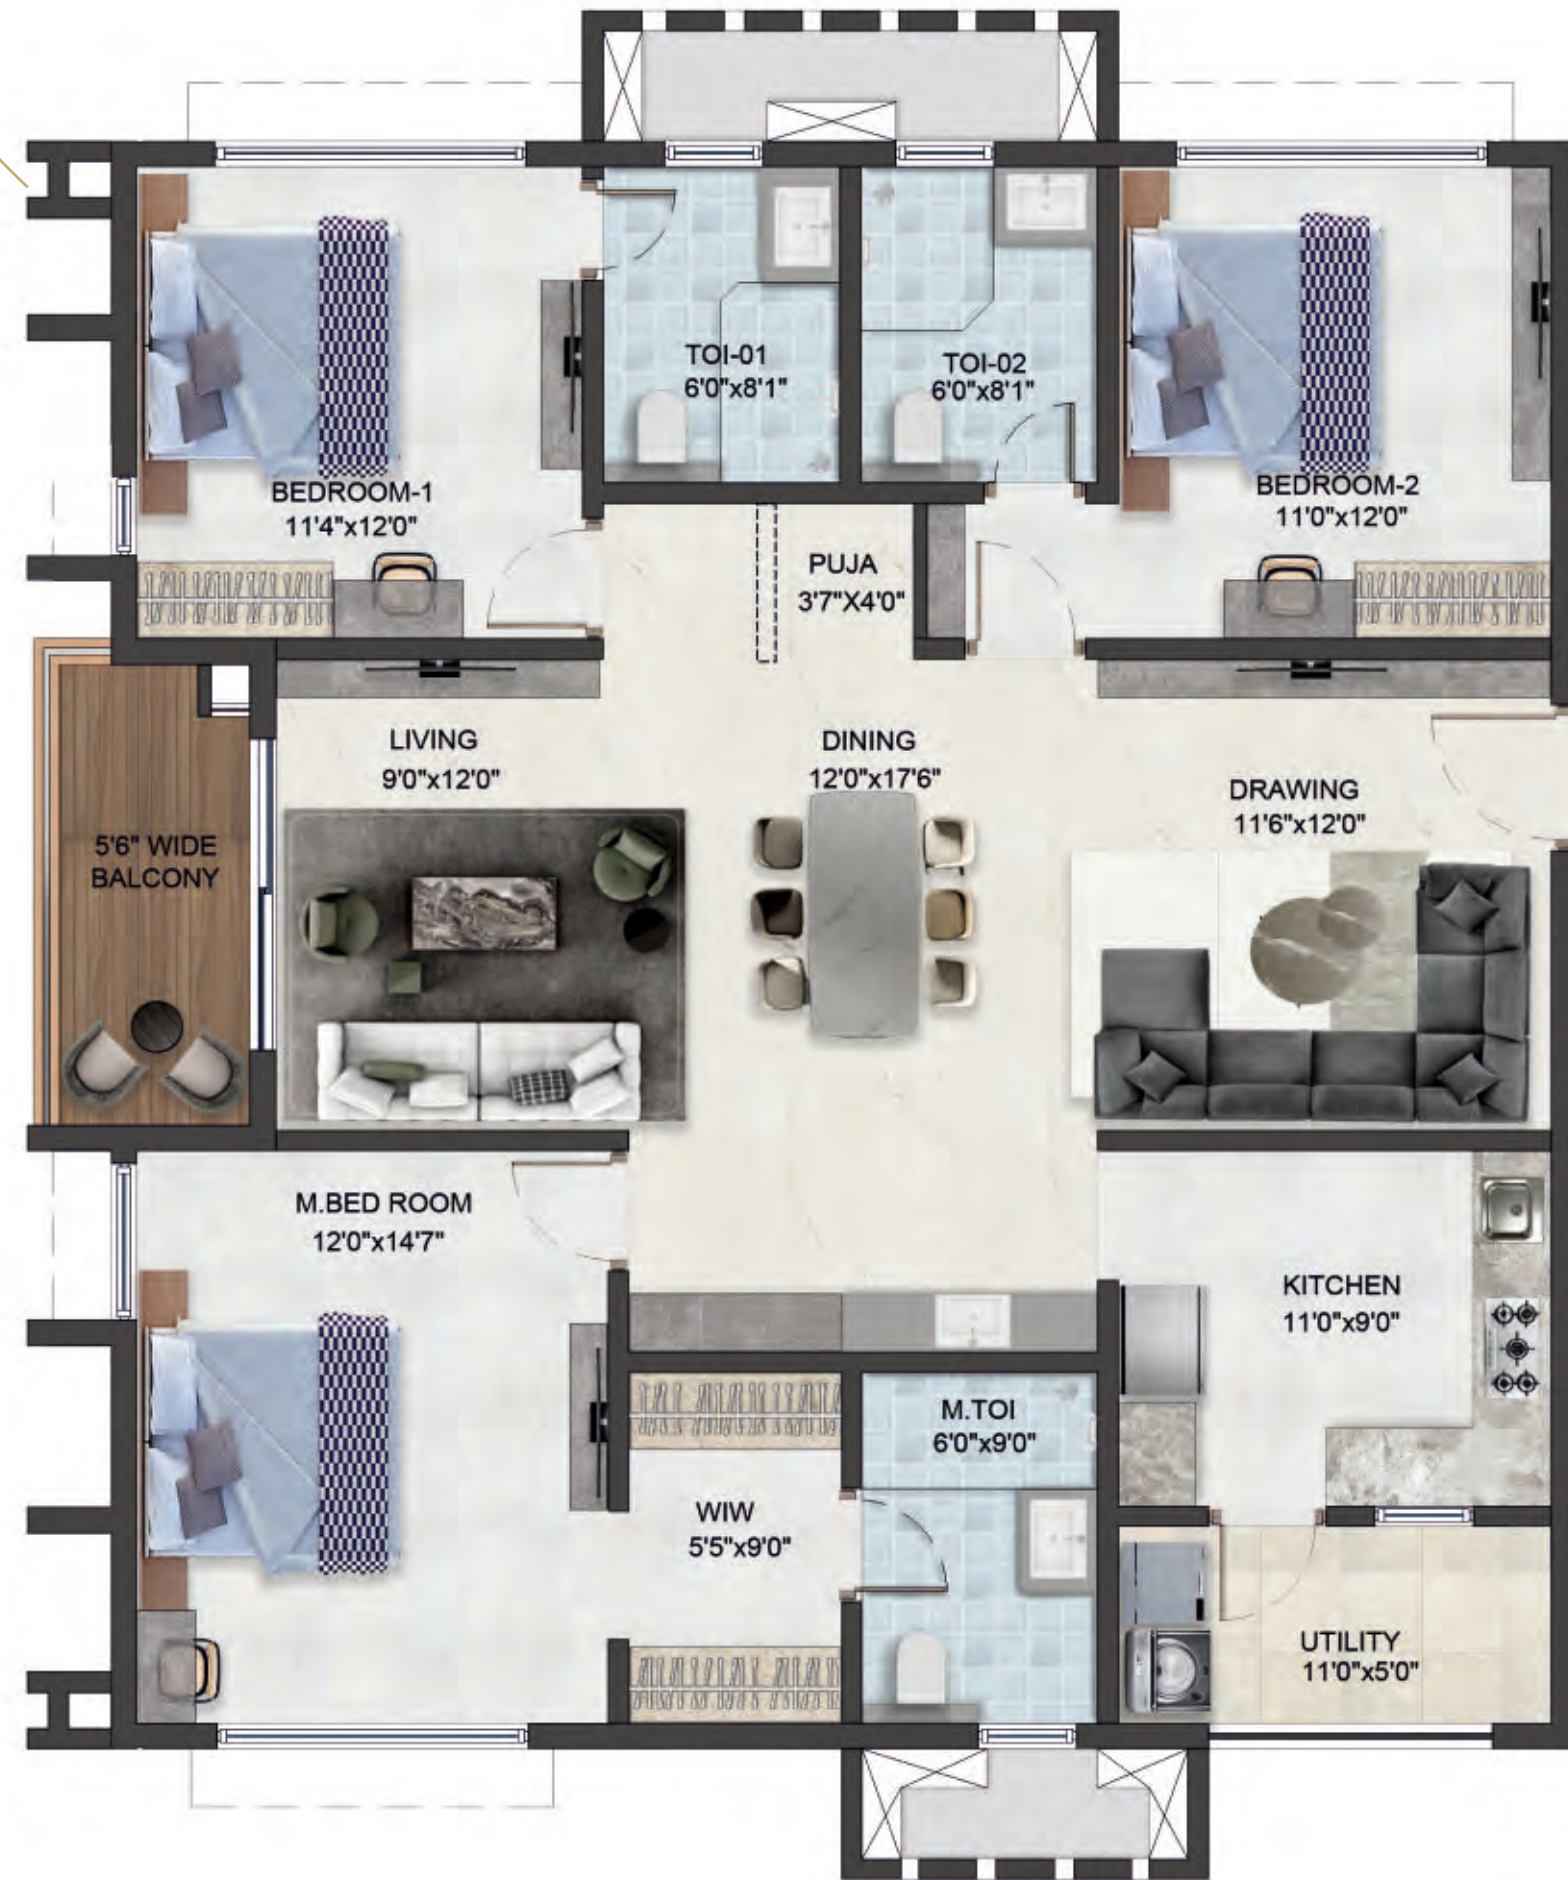 TOI-01
6'0"x8'1"
TOI-02
6'0"x8'1"
BEDROOM-1
11'4"x12'0"
BEDROOM-2
11'0"x12'0"
PUJA
3'7"X4'0"
LIVING
9'0"x12'0"
DINING
12'0"x17'6"
DRAWING
11'6"x12'0"
5'6" WIDE
BALCONY
M.BED ROOM
12'0"x14'7"
KITCHEN
11'0"x9'0"
M.TOI
6'0"x9'0"
WIW
5'5"x9'0"
UTILITY
11'0"x5'0"